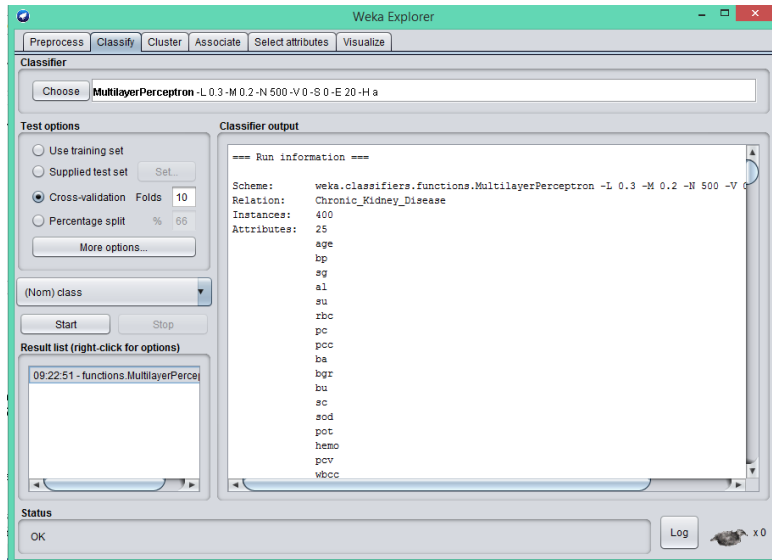 Weka Explorer
Preprocess Classify Cluster Associate Select attributes Visualize
Classifier
Choose MultilayerPerceptron -L 0.3 -M 0.2 -N 500 -V 0 -S 0 -E 20 -H a
Test options
Use training set
Supplied test set Set...
Cross-validation Folds 10
Percentage split % 66
More options...
(Nom) class
Start Stop
Result list (right-click for options)
09:22:51 - functions.MultilayerPercep
Classifier output
=== Run information ===
Scheme: weka.classifiers.functions.MultilayerPerceptron -L 0.3 -M 0.2 -N 500 -V 0
Relation: Chronic_Kidney_Disease
Instances: 400
Attributes: 25
age
bp
sg
al
su
rbc
pc
pcc
ba
bgr
bu
sc
sod
pot
hemo
pcv
wbcc
Status
OK
Log x 0